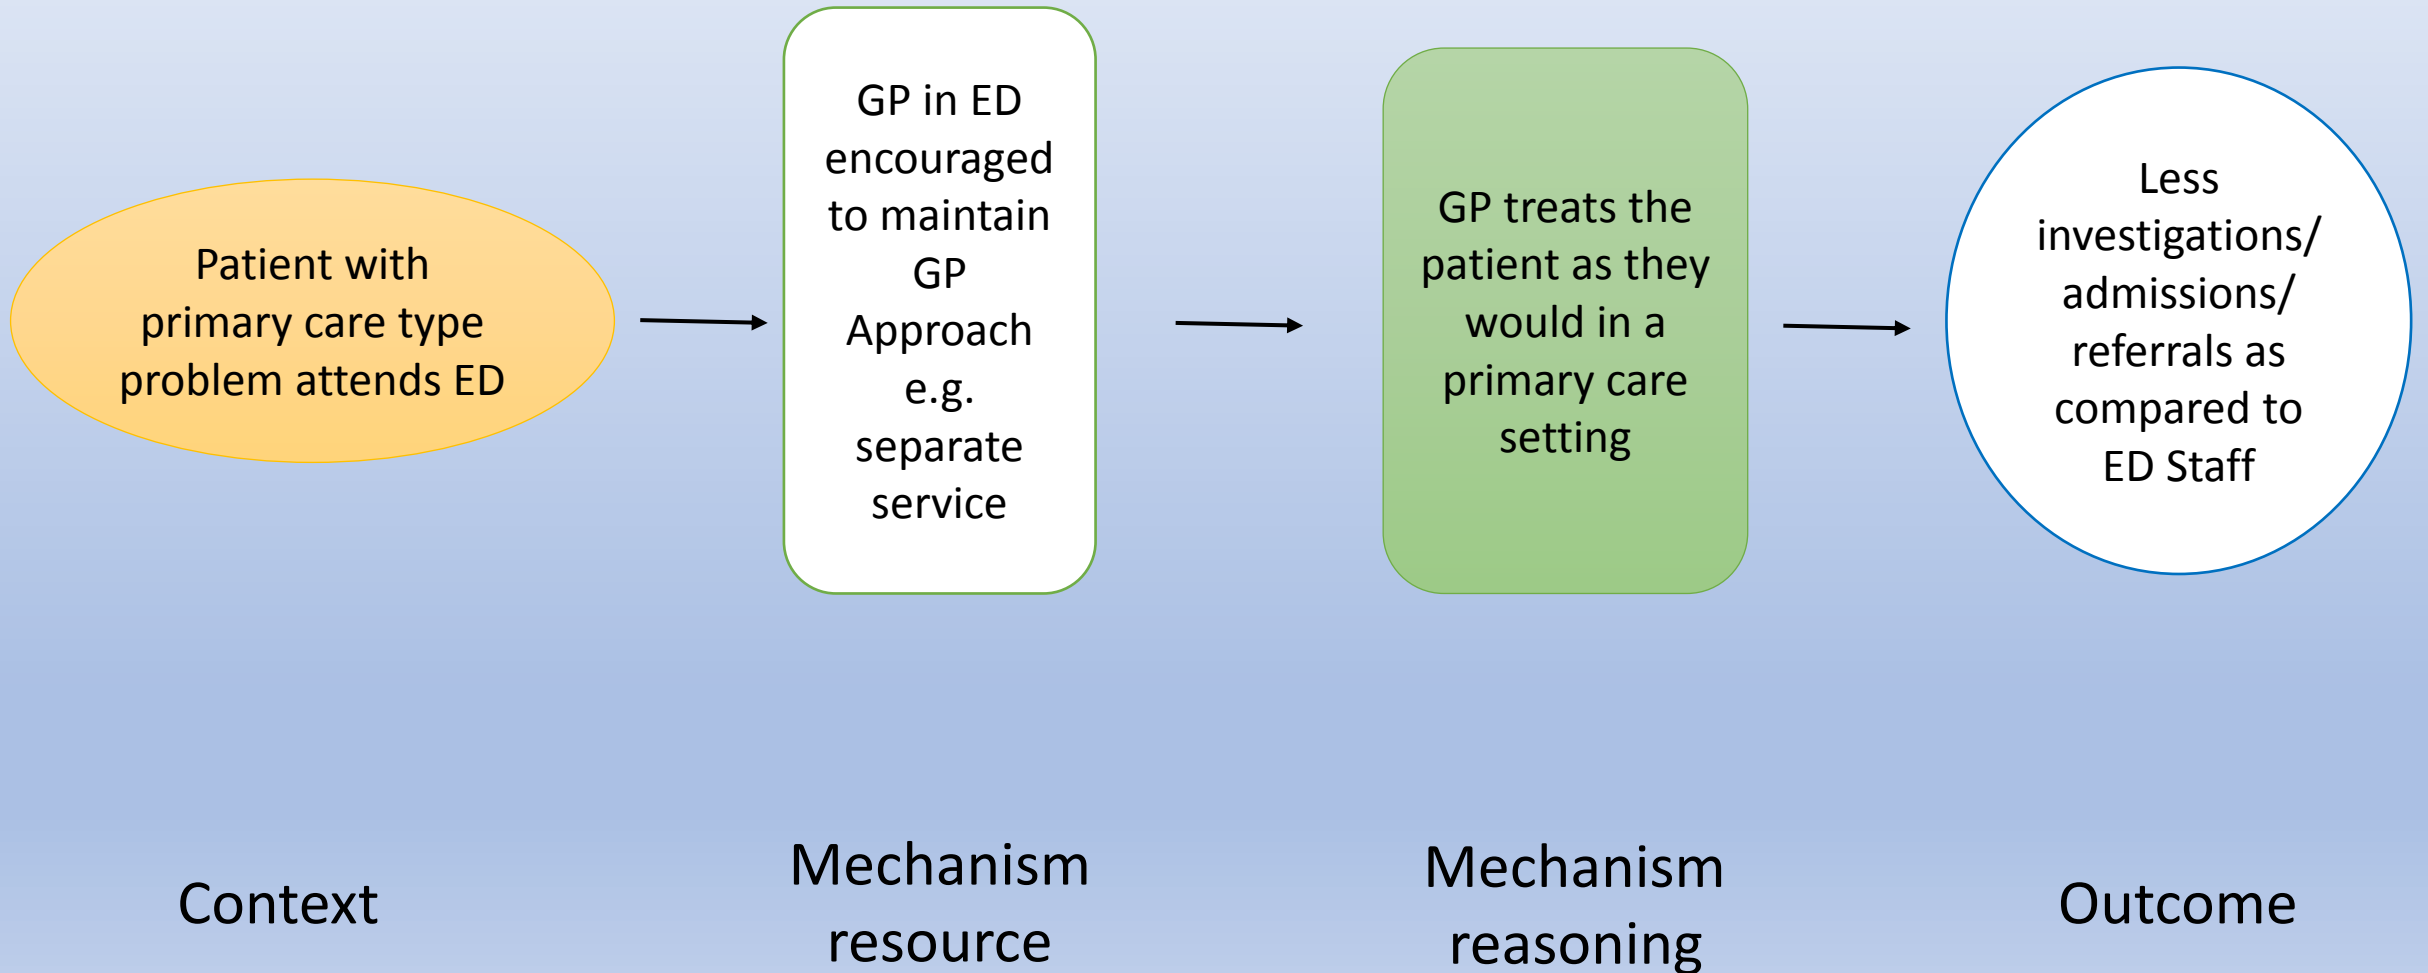 Patient with
primary care type
problem attends ED
GP in ED
encouraged
to maintain
GP
Approach
e.g.
separate
service
GP treats the
patient as they
would in a
primary care
setting
Less
investigations/
admissions/
referrals as
compared to
ED Staff
Context
Mechanism
resource
Mechanism
reasoning
Outcome